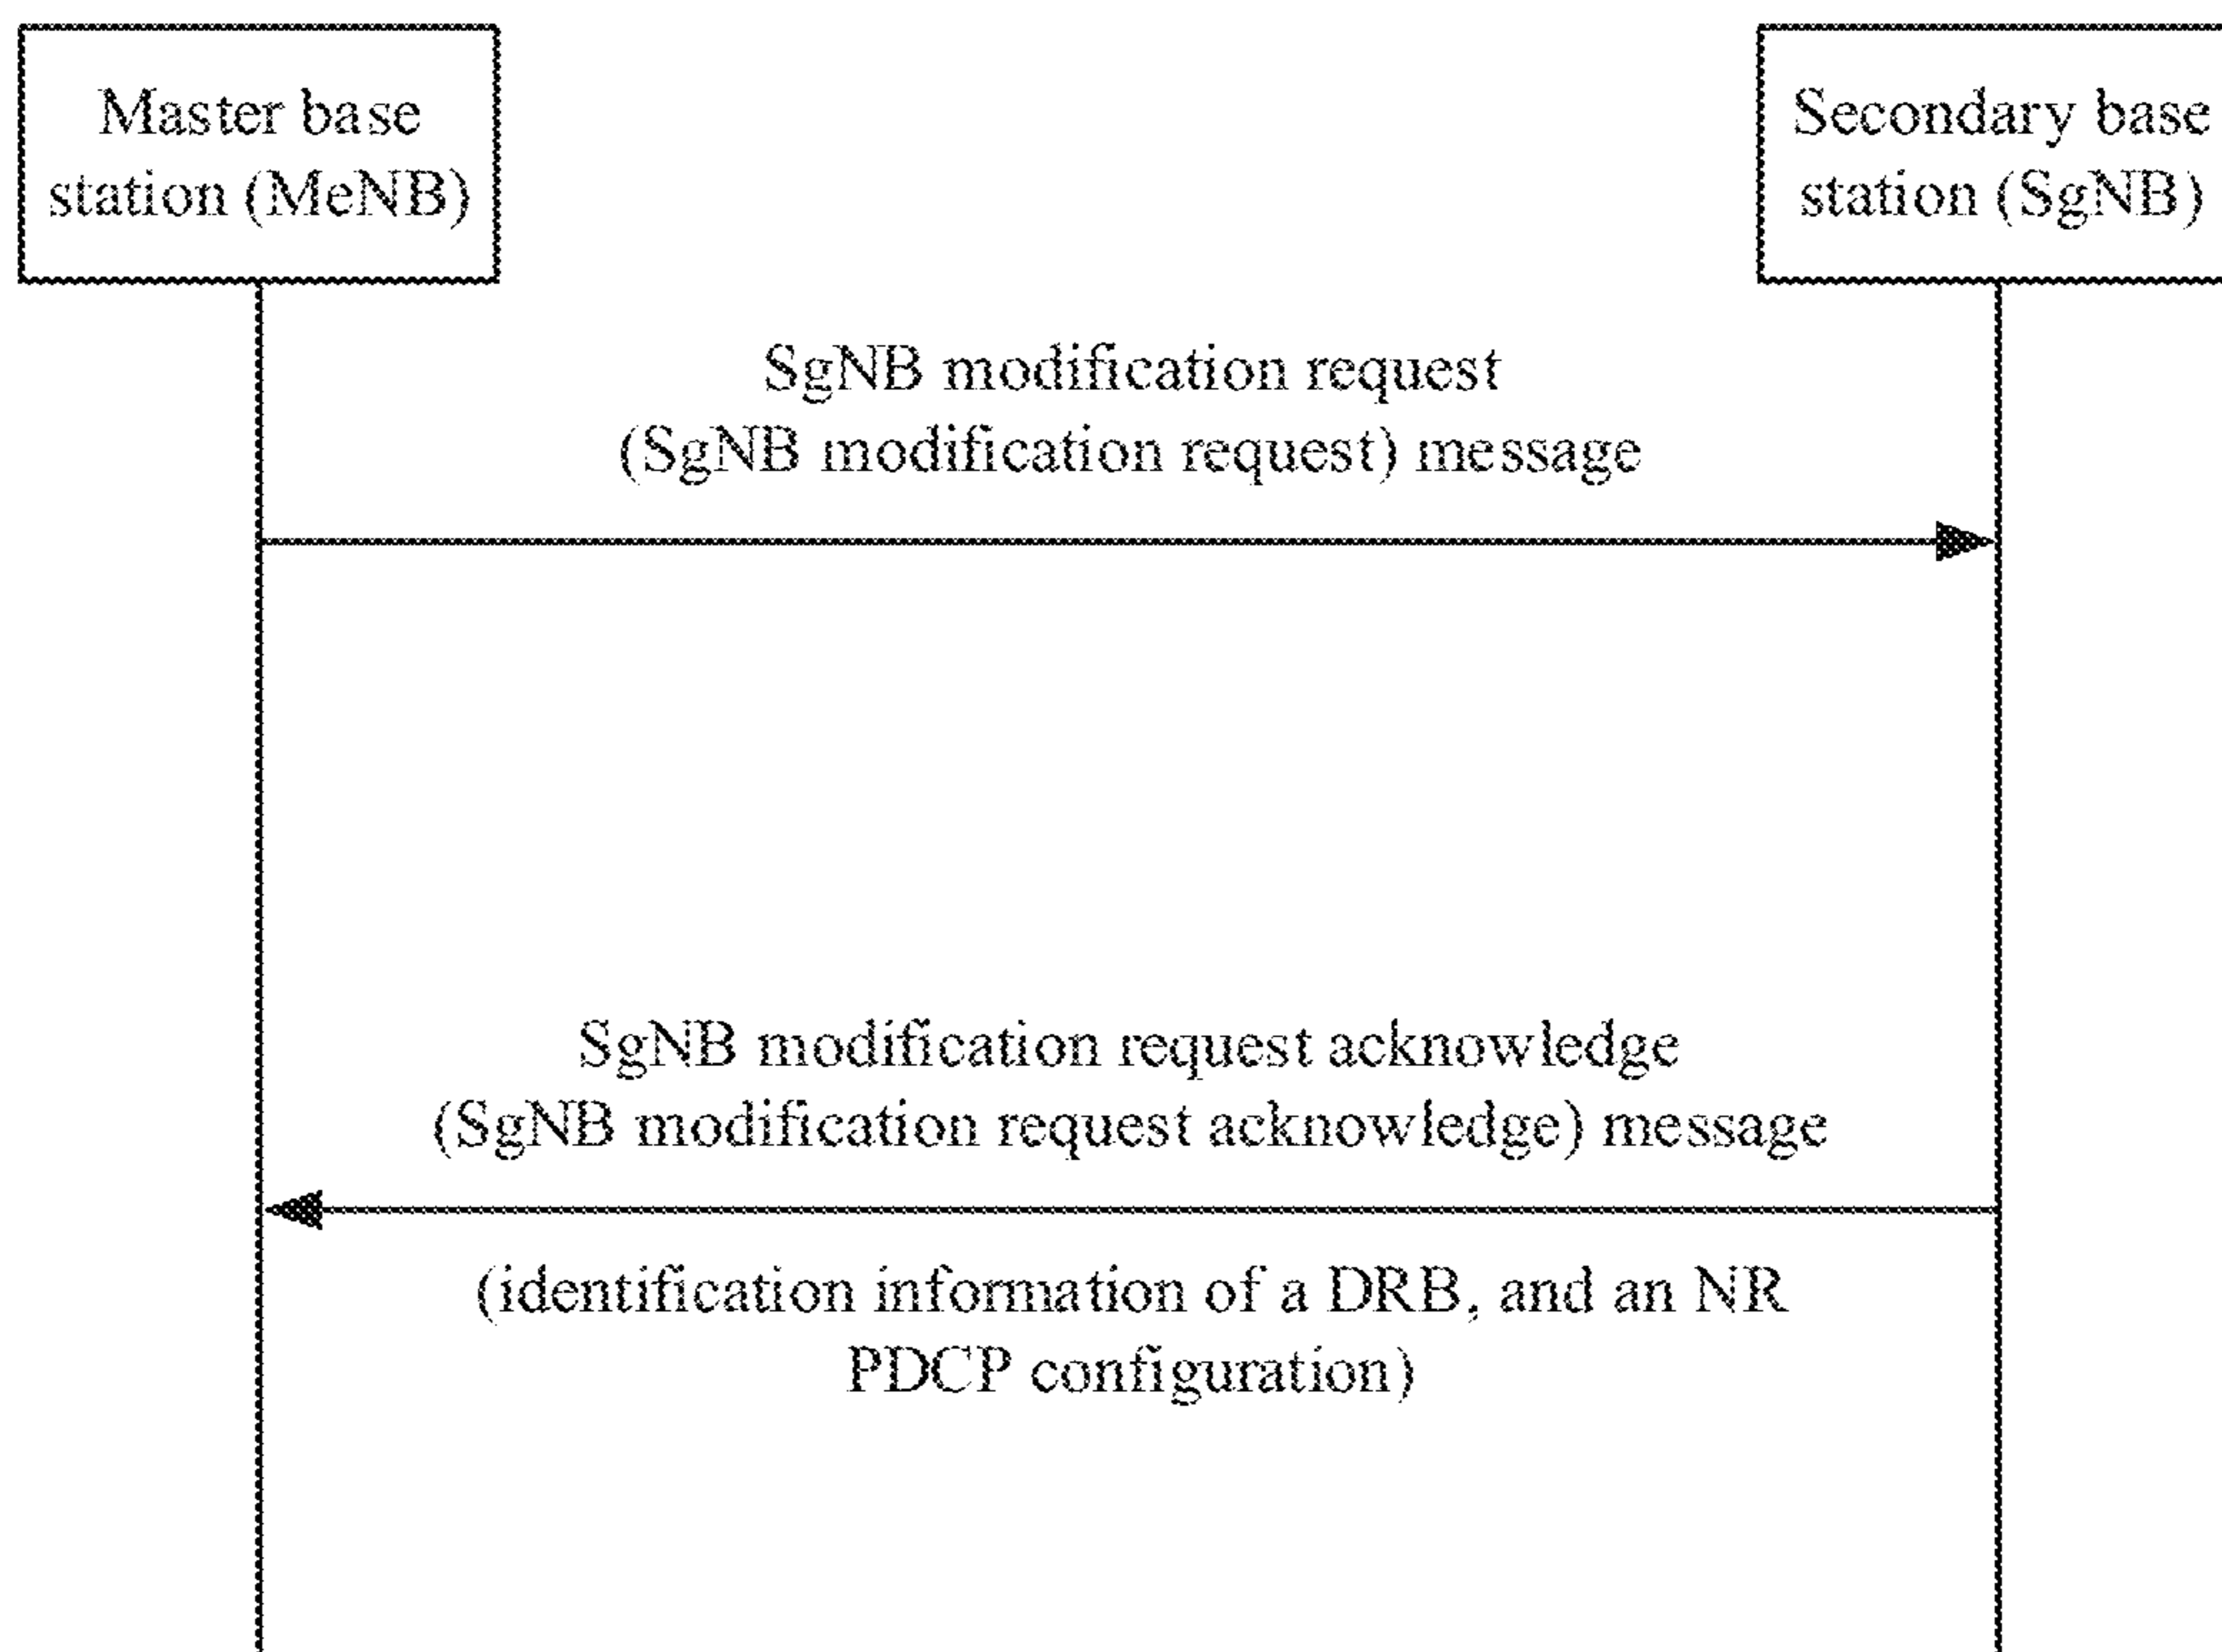 Master base
station (MeNB)
Secondary base
station (SgNB)
SgNB modification request
(SgNB modification request) message
SgNB modification request acknowledge
(SgNB modification request acknowledge) message
(identification information of a DRB, and an NR
PDCP configuration)